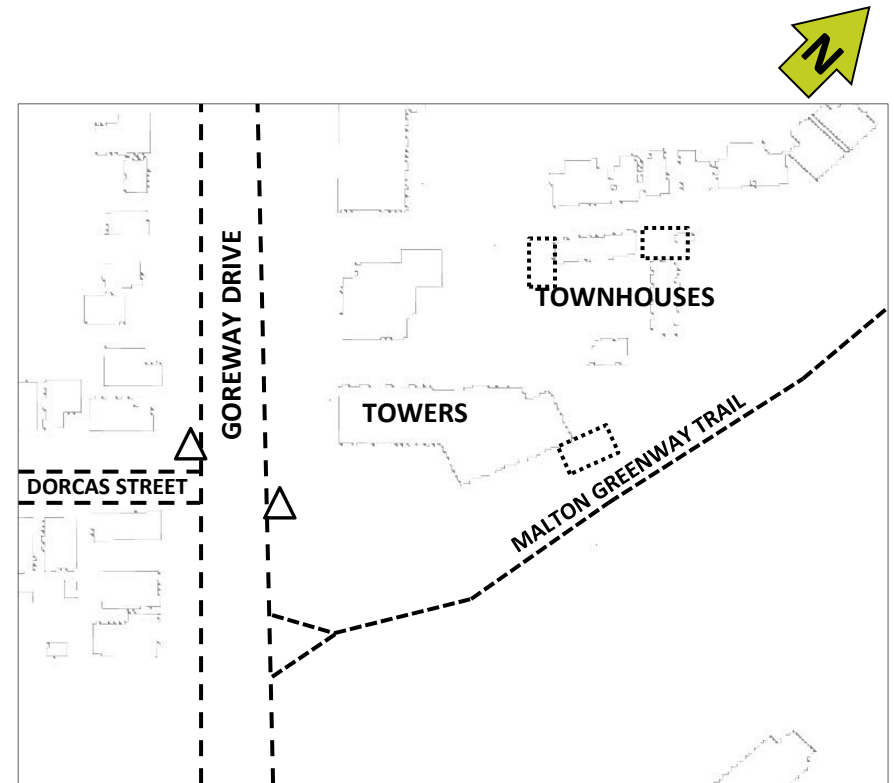 N
GOREWAY DRIVE
TOWNHOUSES
TOWERS
MALTON GREENWAY TRAIL
DORCAS STREET